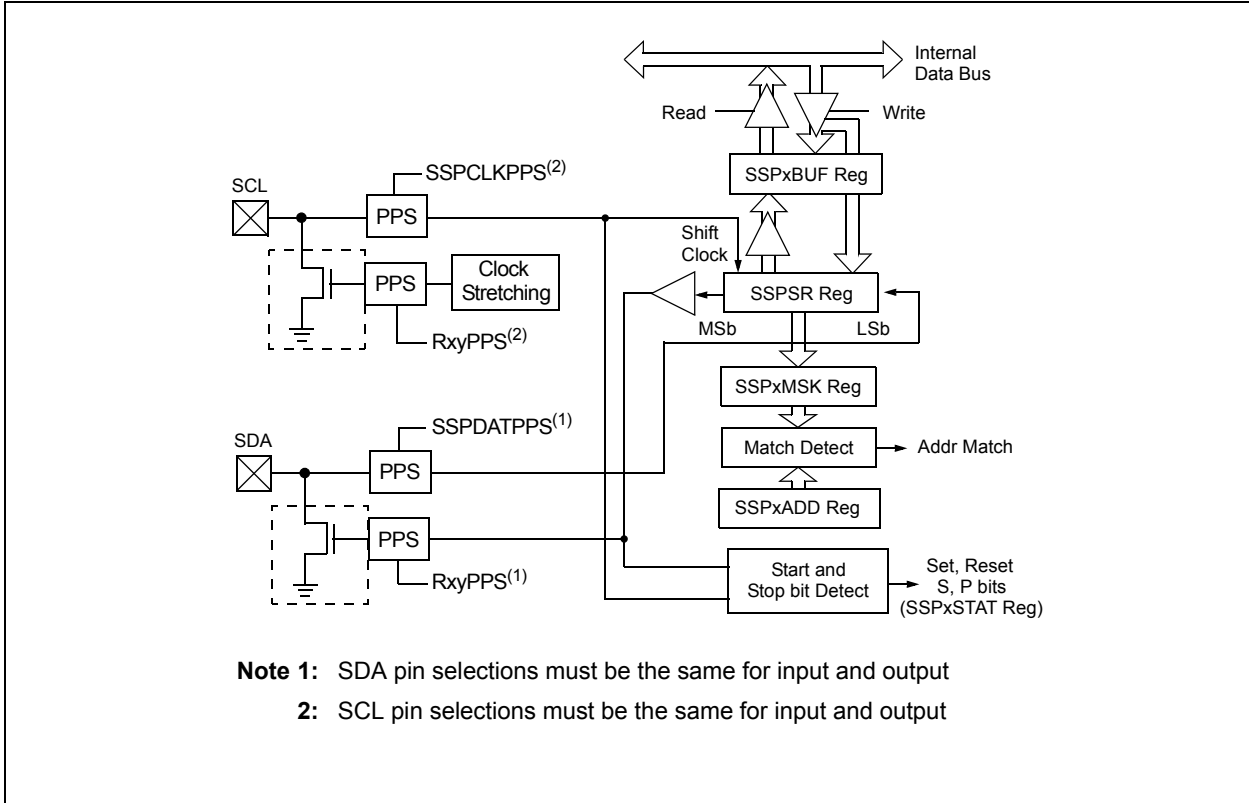 Internal
Data Bus
Read
Write
SSPxBUF Reg
SSPCLKPPS(2)
SCL
PPS
Shift
Clock
PPS
Clock
Stretching
SSPSR Reg
MSb
LSb
RxyPPS(2)
SSPxMSK Reg
SSPDATPPS(1)
SDA
PPS
Match Detect
Addr Match
SSPxADD Reg
PPS
RxyPPS(1)
Start and
Stop bit Detect
Set, Reset
S, P bits
(SSPxSTAT Reg)
Note 1: SDA pin selections must be the same for input and output
2: SCL pin selections must be the same for input and output